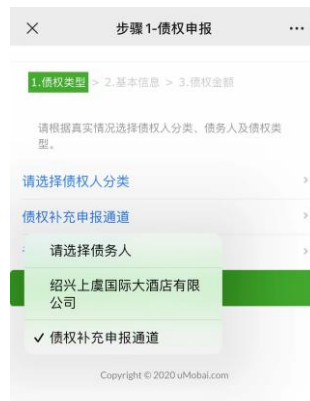 步骤1-债权申报
1.债权类型 > 2.基本信息 > 3.债权金额
请根据真实情况选择债权人分类、债务人及债权类
型。
请选择债权人分类
债权补充申报通道
请选择债务人
绍兴上虞国际大酒店有限
公司
✓ 债权补充申报通道
Copyright © 2020 uMobai.com